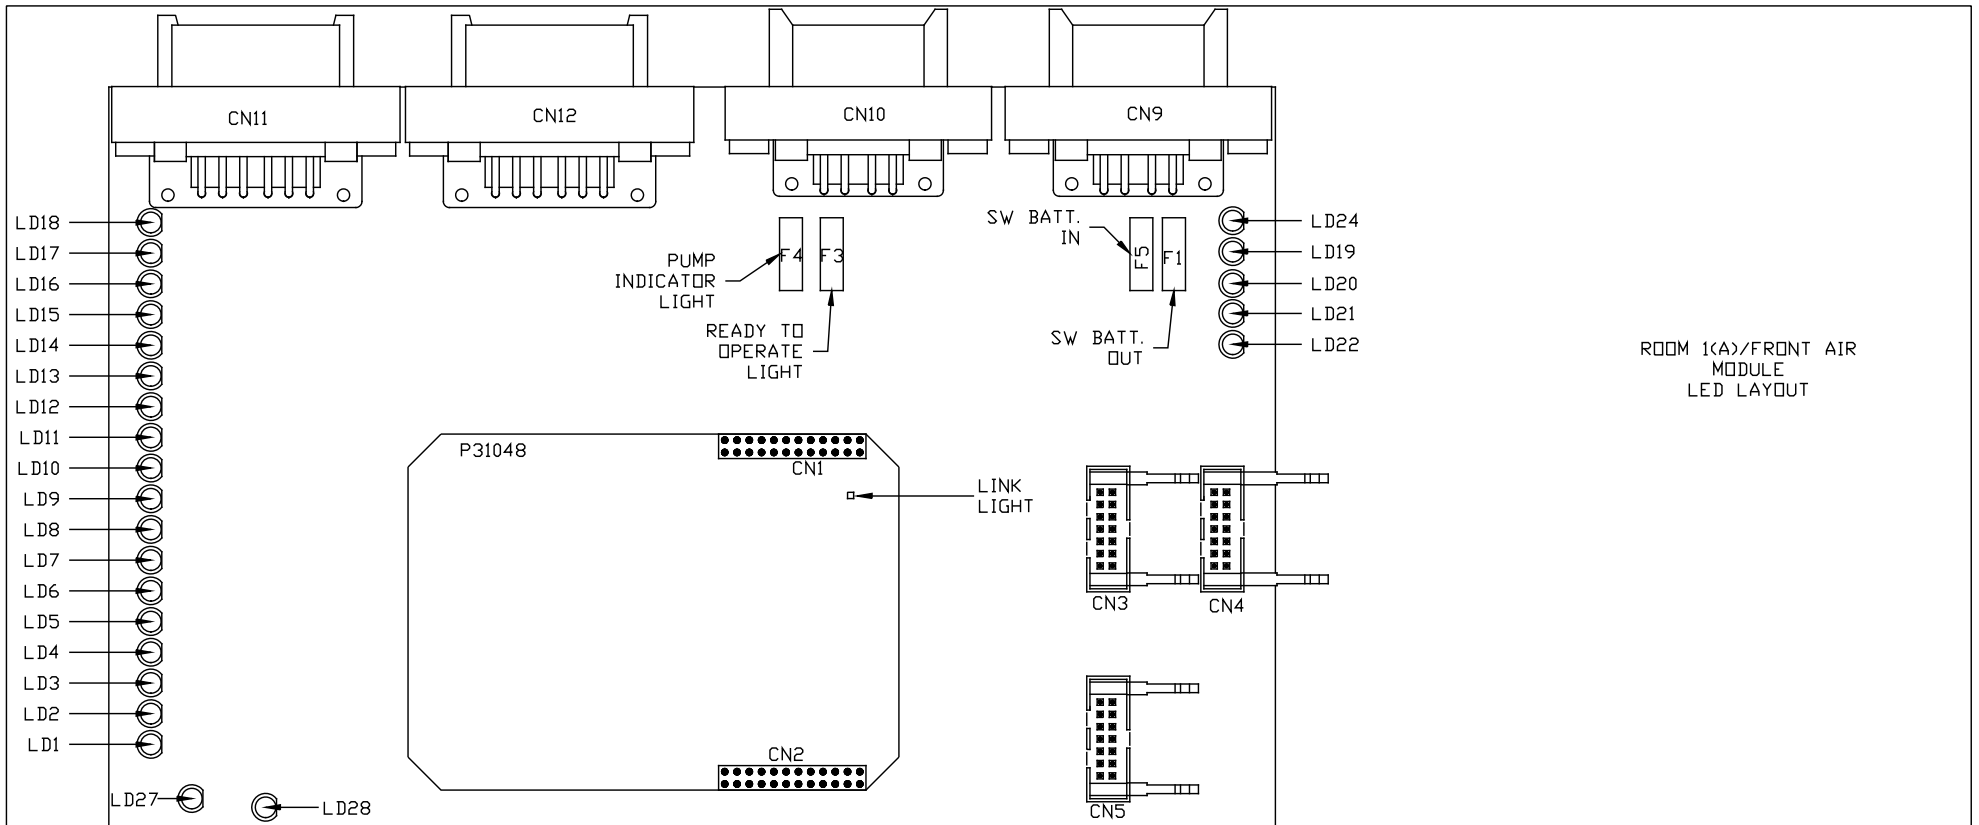 CN11
CN12
CN10
CN9
LD18
LD17
LD16
LD15
LD14
LD13
LD12
LD11
LD10
LD9
LD8
LD7
LD6
LD5
LD4
LD3
LD2
LD1
LD27
LD28
PUMP
INDICATOR
LIGHT
F4
F3
READY TO
OPERATE
LIGHT
SW BATT.
IN
F5
F1
SW BATT.
OUT
LD24
LD19
LD20
LD21
LD22
ROOM 1(A)/FRONT AIR
MODULE
LED LAYOUT
P31048
CN1
LINK
LIGHT
CN2
CN3
CN4
CN5